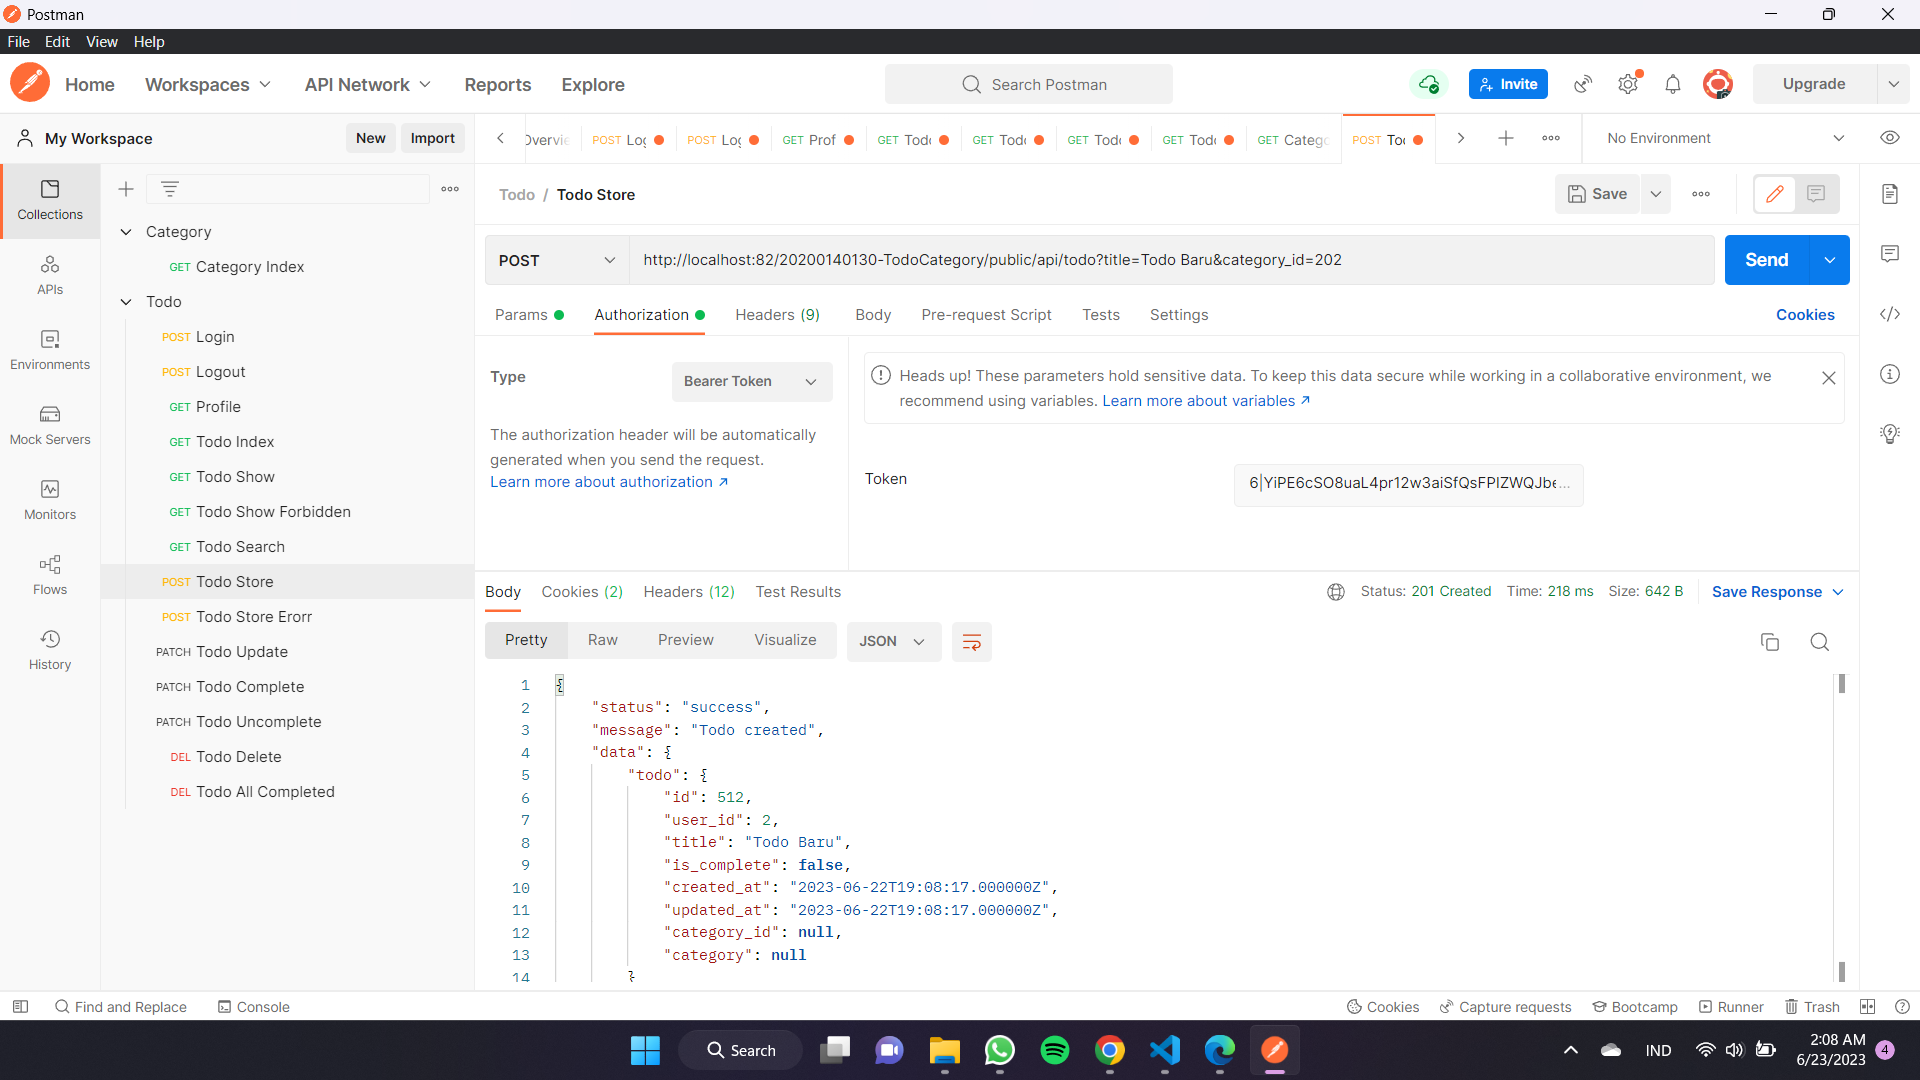 Postman
File Edit View Help
Home Workspaces API Network Reports Explore Search Postman Invite Upgrade
My Workspace New Import
Overvie POST Log POST Log GET Prof GET Todo GET Todo GET Todo GET Todo GET Catego POST To No Environment
Collections
APIs
Environments
Mock Servers
Monitors
Flows
History
Category
GET Category Index
Todo
POST Login
POST Logout
GET Profile
GET Todo Index
GET Todo Show
GET Todo Show Forbidden
GET Todo Search
POST Todo Store
POST Todo Store Erorr
PATCH Todo Update
PATCH Todo Complete
PATCH Todo Uncomplete
DEL Todo Delete
DEL Todo All Completed
Todo / Todo Store Save
POST http://localhost:82/20200140130-TodoCategory/public/api/todo?title=Todo Baru&category_id=202 Send
Params Authorization Headers (9) Body Pre-request Script Tests Settings Cookies
Type Bearer Token
The authorization header will be automatically
generated when you send the request.
Learn more about authorization ↗
Heads up! These parameters hold sensitive data. To keep this data secure while working in a collaborative environment, we
recommend using variables. Learn more about variables ↗
Token 6|YiPE6cSO8uaL4pr12w3aiSfQsFPIZWQJbe...
Body Cookies (2) Headers (12) Test Results Status: 201 Created Time: 218 ms Size: 642 B Save Response
Pretty Raw Preview Visualize JSON
1 {
2 "status": "success",
3 "message": "Todo created",
4 "data": {
5 "todo": {
6 "id": 512,
7 "user_id": 2,
8 "title": "Todo Baru",
9 "is_complete": false,
10 "created_at": "2023-06-22T19:08:17.000000Z",
11 "updated_at": "2023-06-22T19:08:17.000000Z",
12 "category_id": null,
13 "category": null
14 }
Find and Replace Console Cookies Capture requests Bootcamp Runner Trash
Search IND 2:08 AM
6/23/2023 4